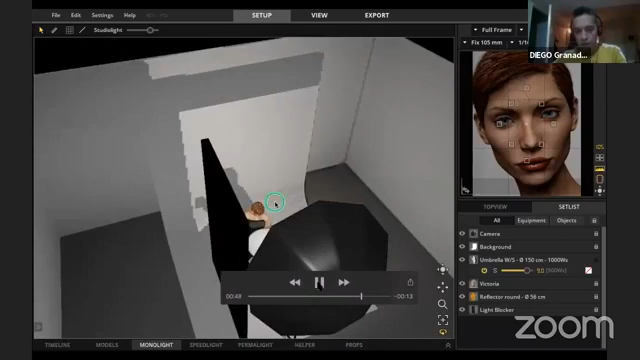 File Edit Settings Help
SETUP VIEW EXPORT
Studiolight
Full Frame
Fix 105 mm
DIEGO Granad...
TOPVIEW SETLIST
All Equipment Objects
Camera
Background
Umbrella W/S - Ø 150 cm - 1000Ws
S 9.0
Victoria
Reflector round - Ø 56 cm
Light Blocker
00:48 -00:13
zoom
TIMELINE MODELS MONOLIGHT SPEEDLIGHT PERMALIGHT HELPER PROPS